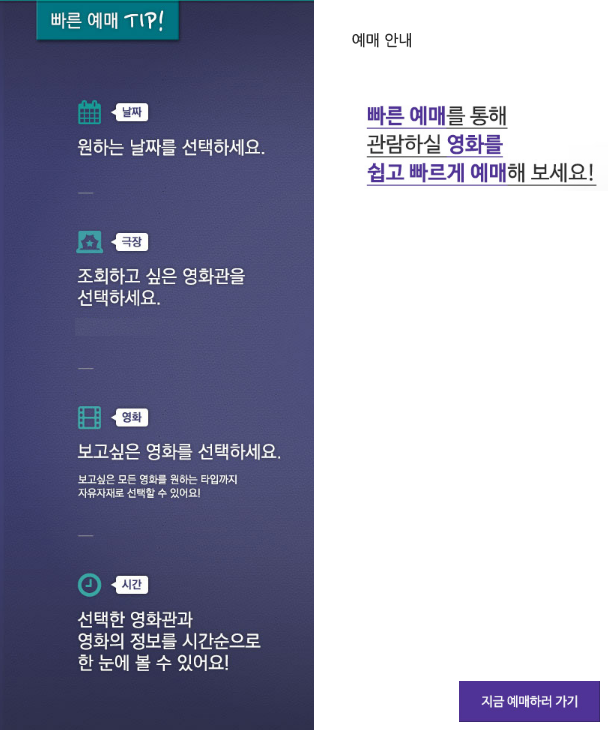 빠른 예매 TIP!
날짜
원하는 날짜를 선택하세요.
극장
조회하고 싶은 영화관을
선택하세요.
영화
보고싶은 영화를 선택하세요.
보고싶은 모든 영화를 원하는 타입까지
자유자재로 선택할 수 있어요!
시간
선택한 영화관과
영화의 정보를 시간순으로
한 눈에 볼 수 있어요!
예매 안내
빠른 예매를 통해
관람하실 영화를
쉽고 빠르게 예매해 보세요!
지금 예매하러 가기